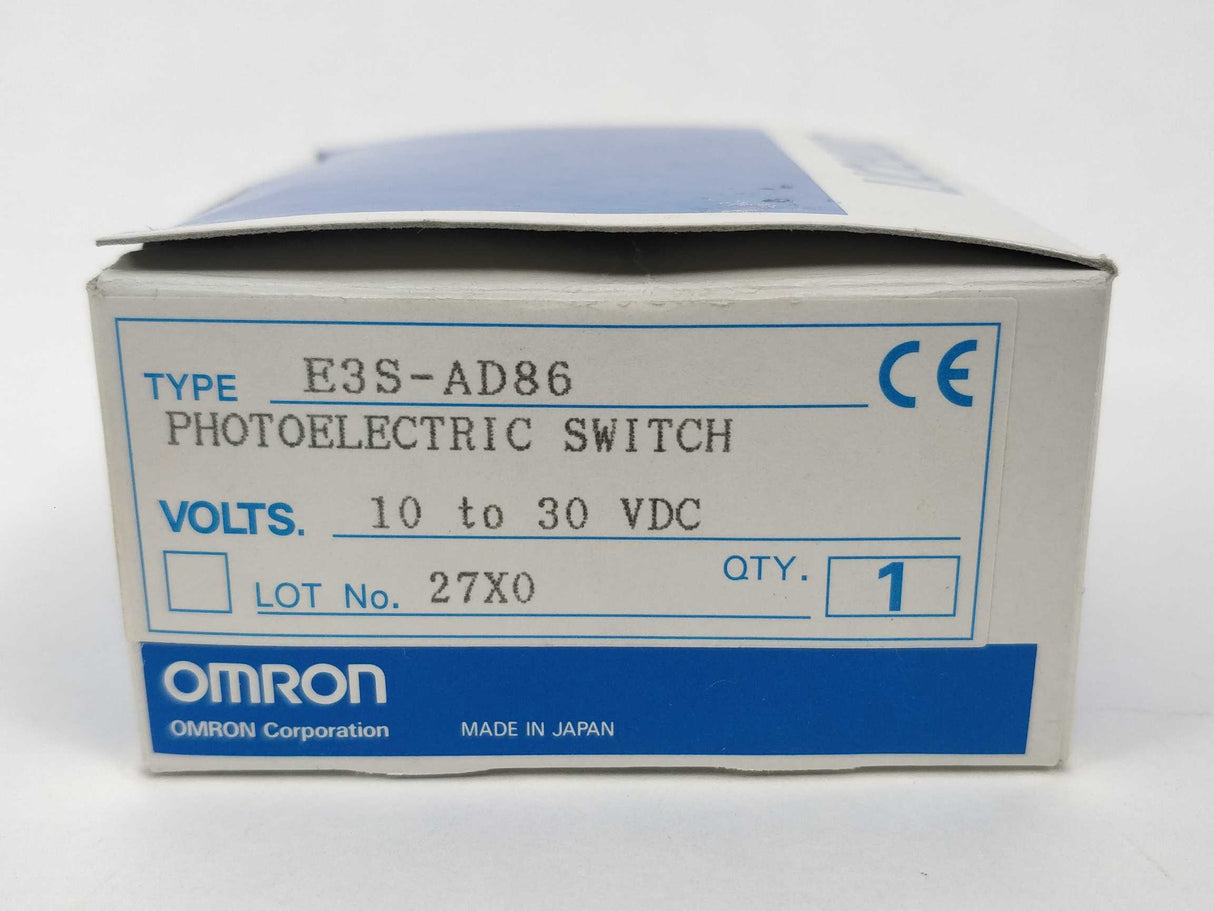 TYPE E3S-AD86 CE
PHOTOELECTRIC SWITCH
VOLTS. 10 to 30 VDC
LOT No. 27X0 QTY. 1
OMRON
OMRON Corporation MADE IN JAPAN